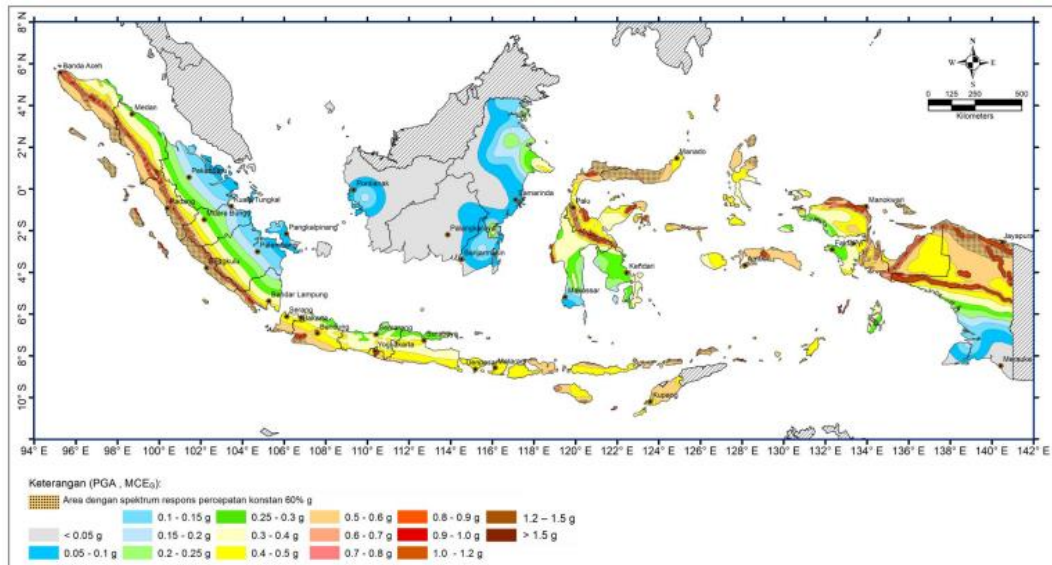 8° N
6° N
4° N
2° N
0°
2° S
4° S
6° S
8° S
10° S
N
W E
S
0 125 250 500
Kilometers
Banda Aceh
Medan
Pekanbaru
Padang
Kuala Tungkal
Muara Bungo
Pangkalpinang
Palembang
Bengkulu
Bandar Lampung
Serang
Jakarta
Bandung
Semarang
Surabaya
Yogyakarta
Denpasar
Mataram
Kupang
Pontianak
Samarinda
Banjarmasin
Manado
Palu
Kendari
Makassar
Manokwari
Jayapura
Merauke
94° E 96° E 98° E 100° E 102° E 104° E 106° E 108° E 110° E 112° E 114° E 116° E 118° E 120° E 122° E 124° E 126° E 128° E 130° E 132° E 134° E 136° E 138° E 140° E 142° E
Keterangan (PGA , MCEG):
Area dengan spektrum respons percepatan konstan 60% g
0.1 - 0.15 g 0.25 - 0.3 g 0.5 - 0.6 g 0.8 - 0.9 g 1.2 – 1.5 g
< 0.05 g 0.15 - 0.2 g 0.3 - 0.4 g 0.6 - 0.7 g 0.9 - 1.0 g > 1.5 g
0.05 - 0.1 g 0.2 - 0.25 g 0.4 - 0.5 g 0.7 - 0.8 g 1.0 - 1.2 g